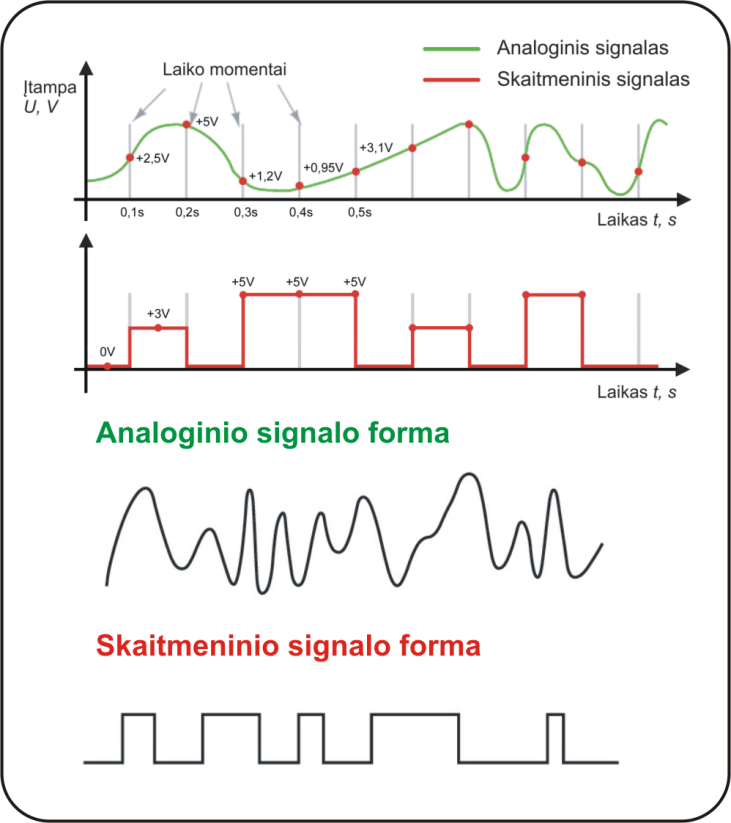 Analoginis signalas
Skaitmeninis signalas
Laiko momentai
Įtampa
U, V
+5V
+2,5V
+1,2V
+0,95V
+3,1V
0,1s
0,2s
0,3s
0,4s
0,5s
Laikas t, s
+5V
+5V
+5V
+3V
0V
Laikas t, s
Analoginio signalo forma
Skaitmeninio signalo forma